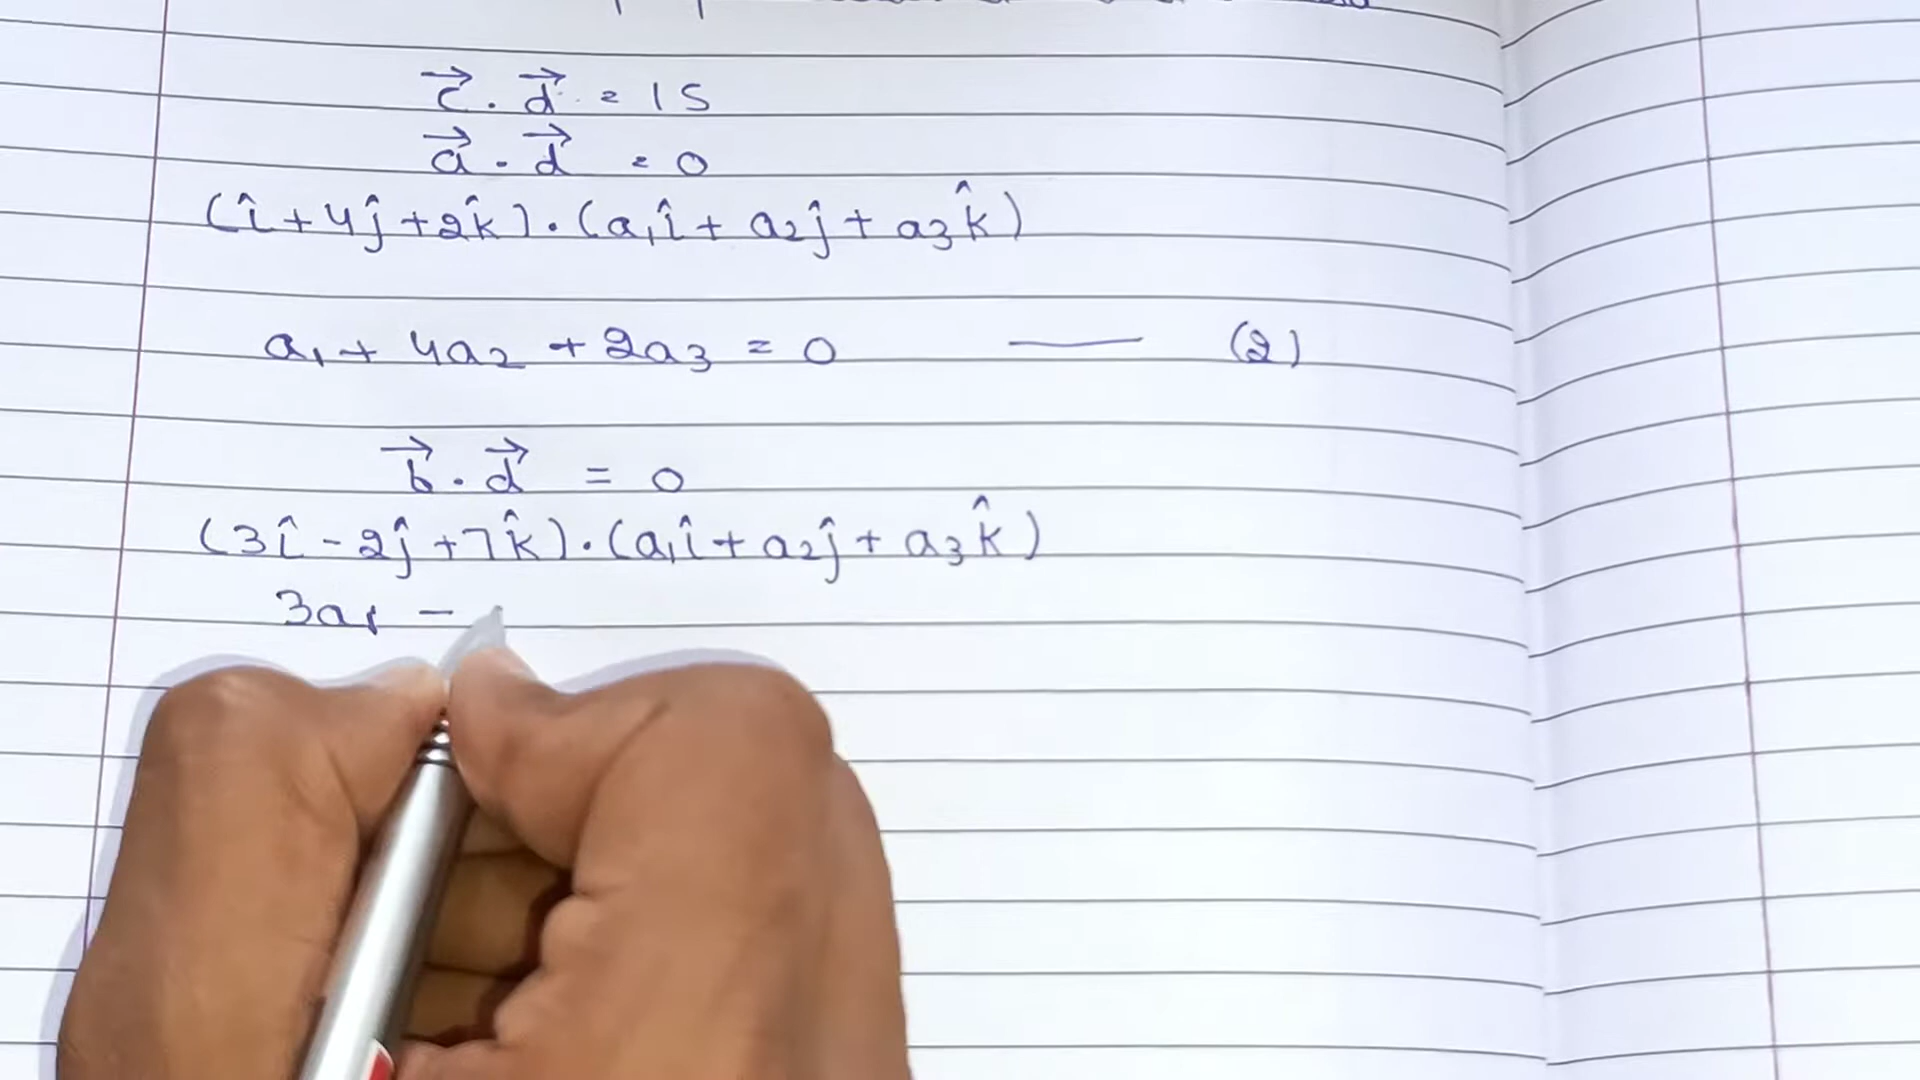 c⃗ . d⃗ = 15
a⃗ . d⃗ = 0
(î + 4ĵ + 2k̂) . (a₁î + a₂ĵ + a₃k̂)
a₁ + 4a₂ + 2a₃ = 0 —— (2)
b⃗ . d⃗ = 0
(3î - 2ĵ + 7k̂) . (a₁î + a₂ĵ + a₃k̂)
3a₁ -